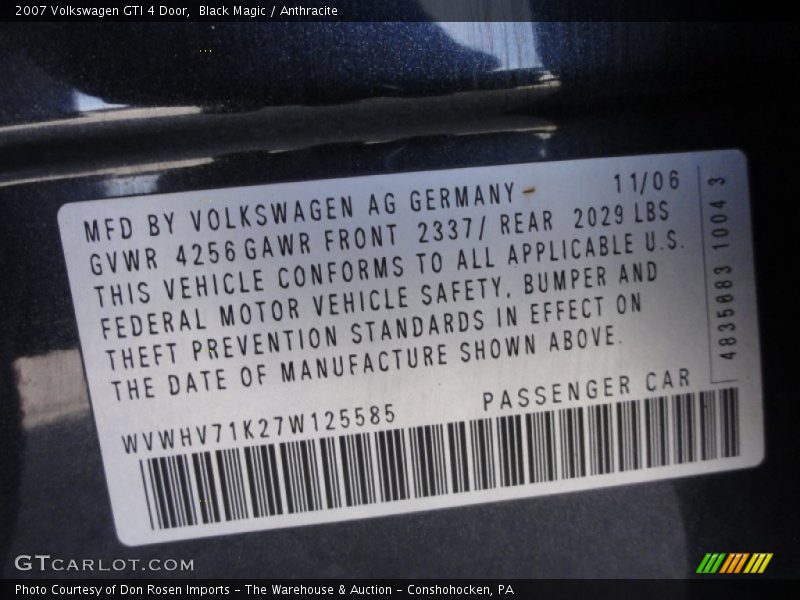 2007 Volkswagen GTI 4 Door, Black Magic / Anthracite
MFD BY VOLKSWAGEN AG GERMANY 11/06
GVWR 4256 GAWR FRONT 2337/ REAR 2029 LBS
THIS VEHICLE CONFORMS TO ALL APPLICABLE U.S.
FEDERAL MOTOR VEHICLE SAFETY, BUMPER AND
THEFT PREVENTION STANDARDS IN EFFECT ON
THE DATE OF MANUFACTURE SHOWN ABOVE.
4835683 1004 3
WVWHV71K27W125585 PASSENGER CAR
GTCARLOT.COM
Photo Courtesy of Don Rosen Imports - The Warehouse & Auction - Conshohocken, PA